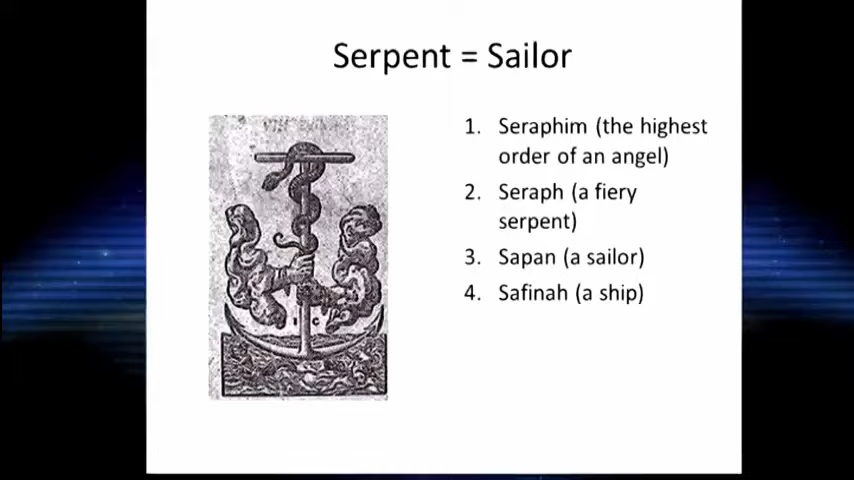 Serpent = Sailor
1. Seraphim (the highest
order of an angel)
2. Seraph (a fiery
serpent)
3. Sapan (a sailor)
4. Safinah (a ship)